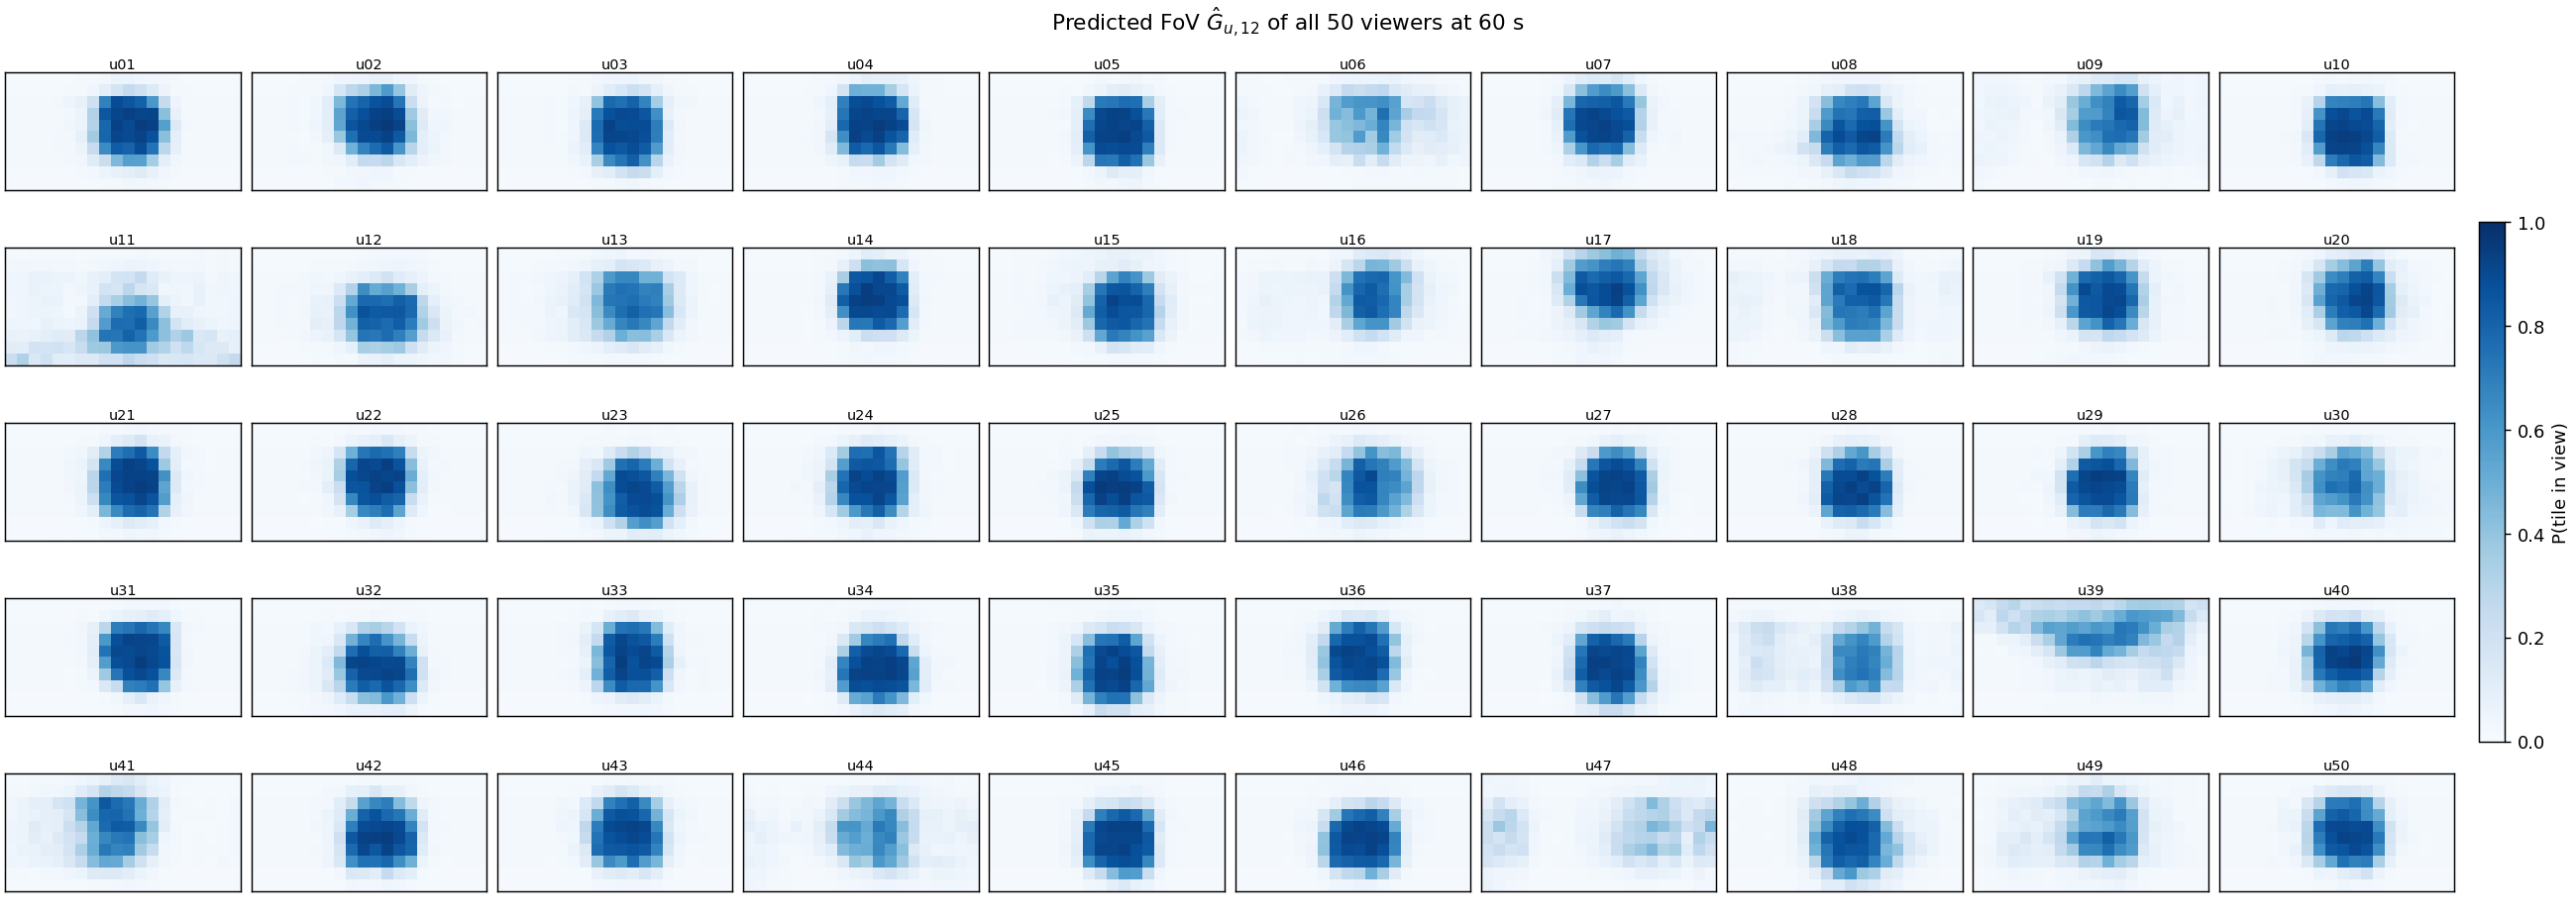 Predicted FoV Ĝu,12 of all 50 viewers at 60 s
u01 u02 u03 u04 u05 u06 u07 u08 u09 u10
u11 u12 u13 u14 u15 u16 u17 u18 u19 u20
u21 u22 u23 u24 u25 u26 u27 u28 u29 u30
u31 u32 u33 u34 u35 u36 u37 u38 u39 u40
u41 u42 u43 u44 u45 u46 u47 u48 u49 u50
1.0
0.8
0.6
0.4
0.2
0.0
P(tile in view)